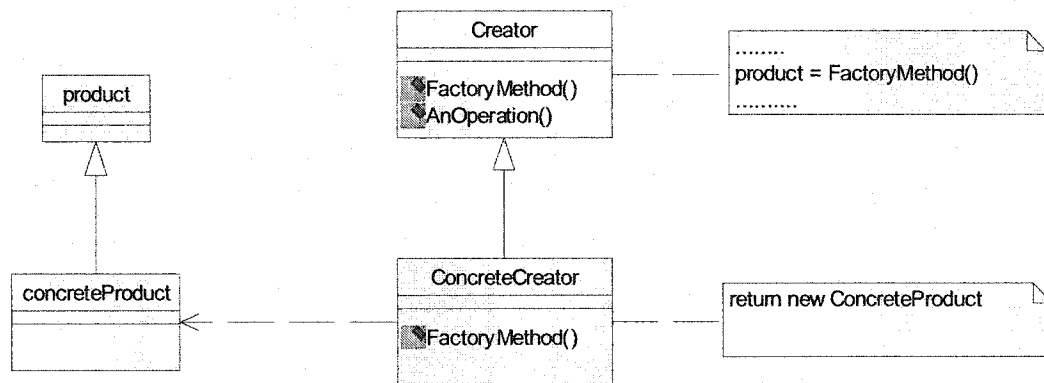 Creator
FactoryMethod()
AnOperation()
........
product = FactoryMethod()
..........
product
concreteProduct
ConcreteCreator
FactoryMethod()
return new ConcreteProduct